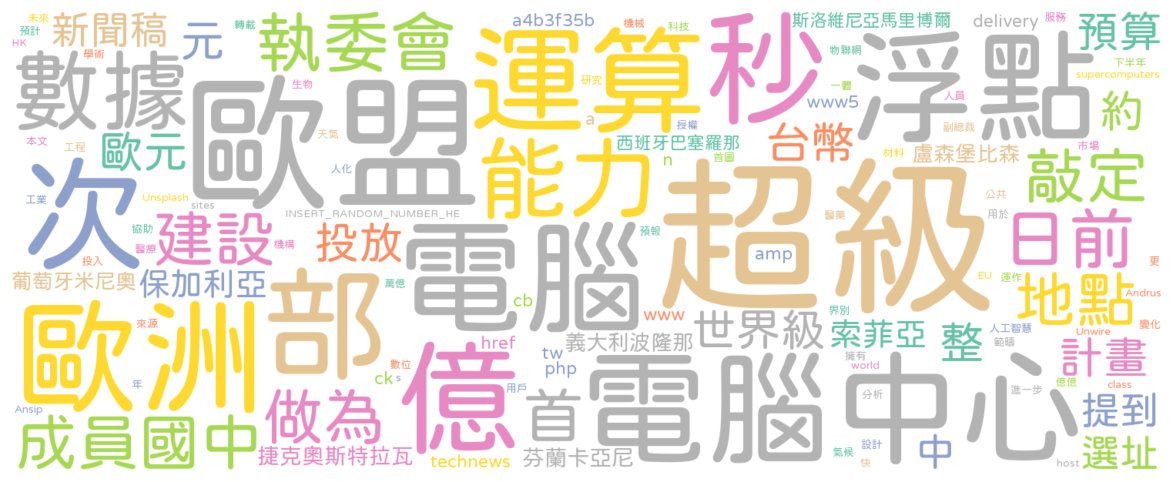 未來
預計
HK
新聞稿
轉載
元
學術
執委會
a4b3f35b
機械
科技
運算
秒
斯洛維尼亞馬里博爾
物聯網
delivery
服務
預算
下半年
supercomputers
數據
歐盟
生物
天氣
人化
研究
a
授權
一體
www5
浮點
人員
副總裁
約
本文
工程
歐元
能力
西班牙巴塞羅那
n
首圖
台幣
材料
盧森堡比森
市場
敲定
次
工業
Unsplash
sites
INSERT_RANDOM_NUMBER_HE
協助
醫療
建設
機構
投入
投放
電腦
預報
超級
amp
醫藥
公共
用於
日前
更
葡萄牙米尼奧
保加利亞
部
萬億
cb
www
EU
運作
地點
Andrus
變化
歐洲
來源
年
Ansip
數位
ck
s
href
億
tw
php
用戶
義大利波隆那
世界級
界別
索菲亞
整
人工智慧
範疇
Unwire
計畫
擁有
world
億億
class
成員國中
做為
捷克奧斯特拉瓦
technews
首
芬蘭卡亞尼
電腦
中心
分析
氣候
設計
快
中
進一步
host
提到
選址